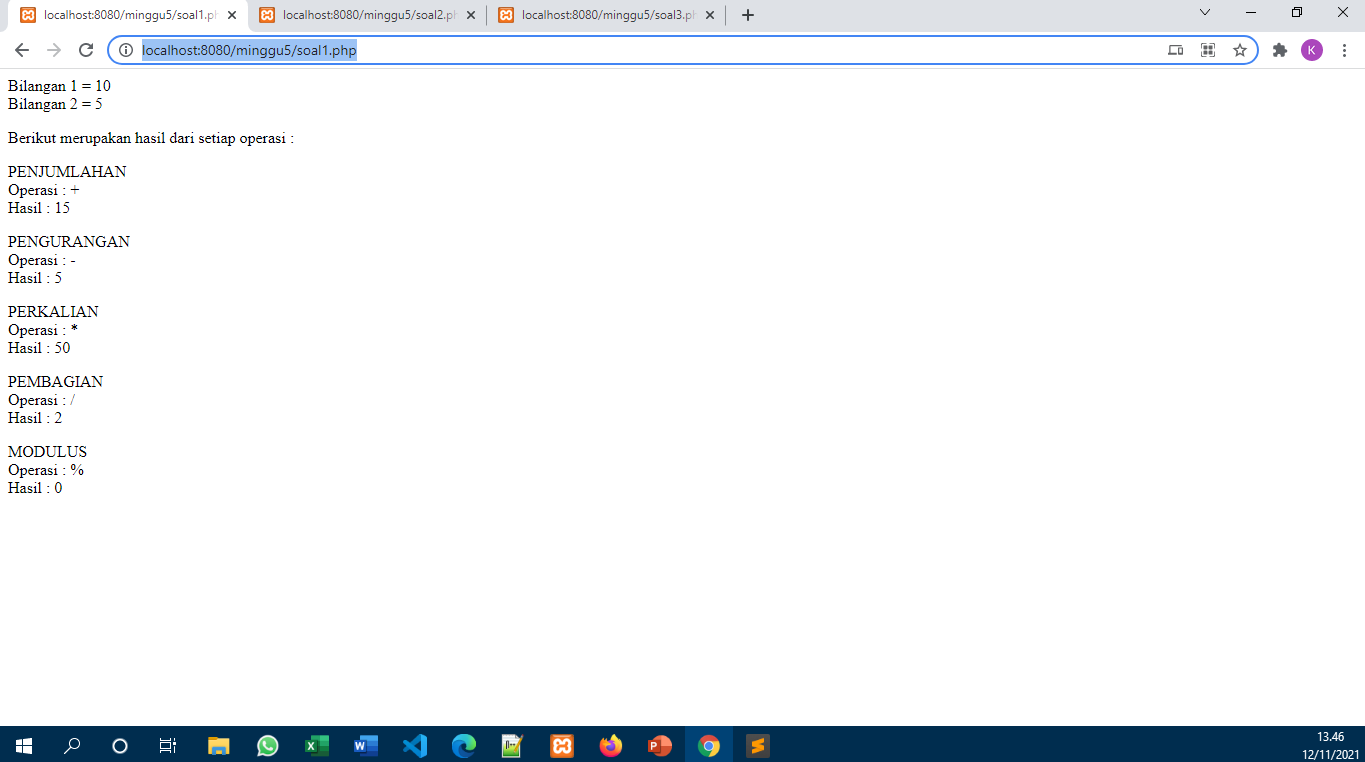 localhost:8080/minggu5/soal1.ph
localhost:8080/minggu5/soal2.ph
localhost:8080/minggu5/soal3.ph
localhost:8080/minggu5/soal1.php
K
Bilangan 1 = 10
Bilangan 2 = 5
Berikut merupakan hasil dari setiap operasi :
PENJUMLAHAN
Operasi : +
Hasil : 15
PENGURANGAN
Operasi : -
Hasil : 5
PERKALIAN
Operasi : *
Hasil : 50
PEMBAGIAN
Operasi : /
Hasil : 2
MODULUS
Operasi : %
Hasil : 0
13.46
12/11/2021